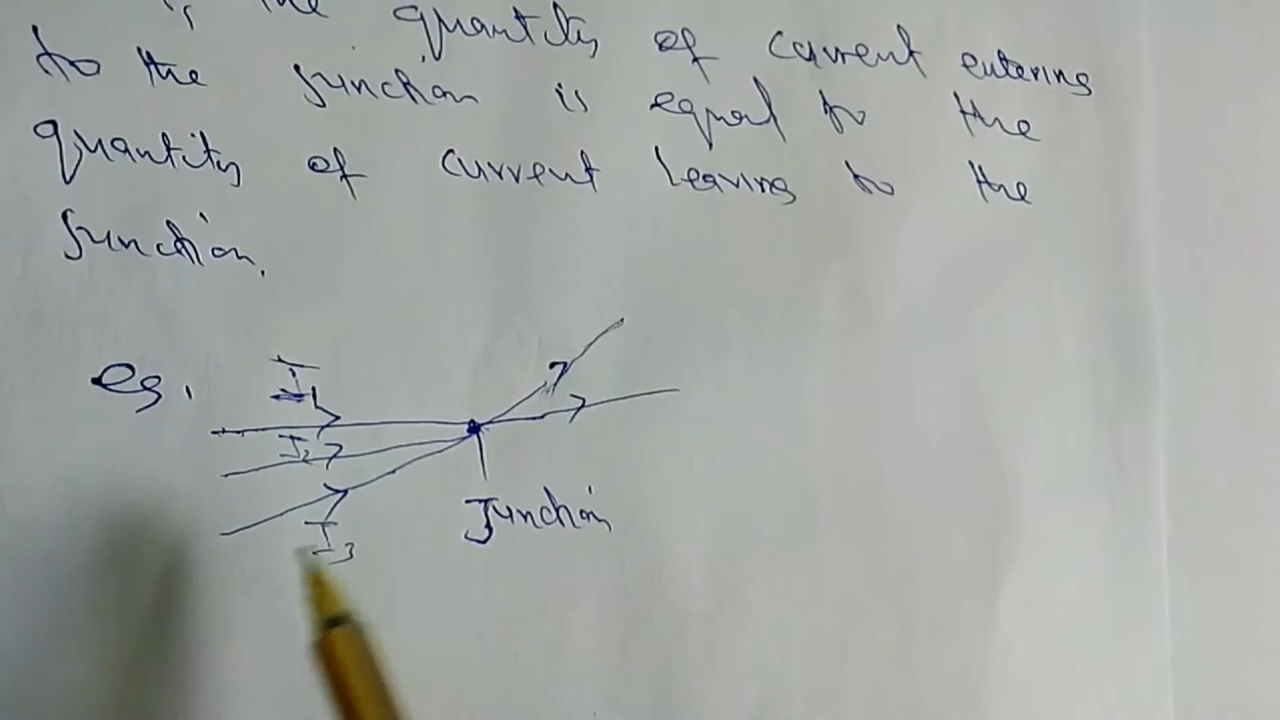 is the quantity of current entering
to the junction is equal to the
quantity of current leaving to the
junction.
eg.
I1
I2
I3
Junction